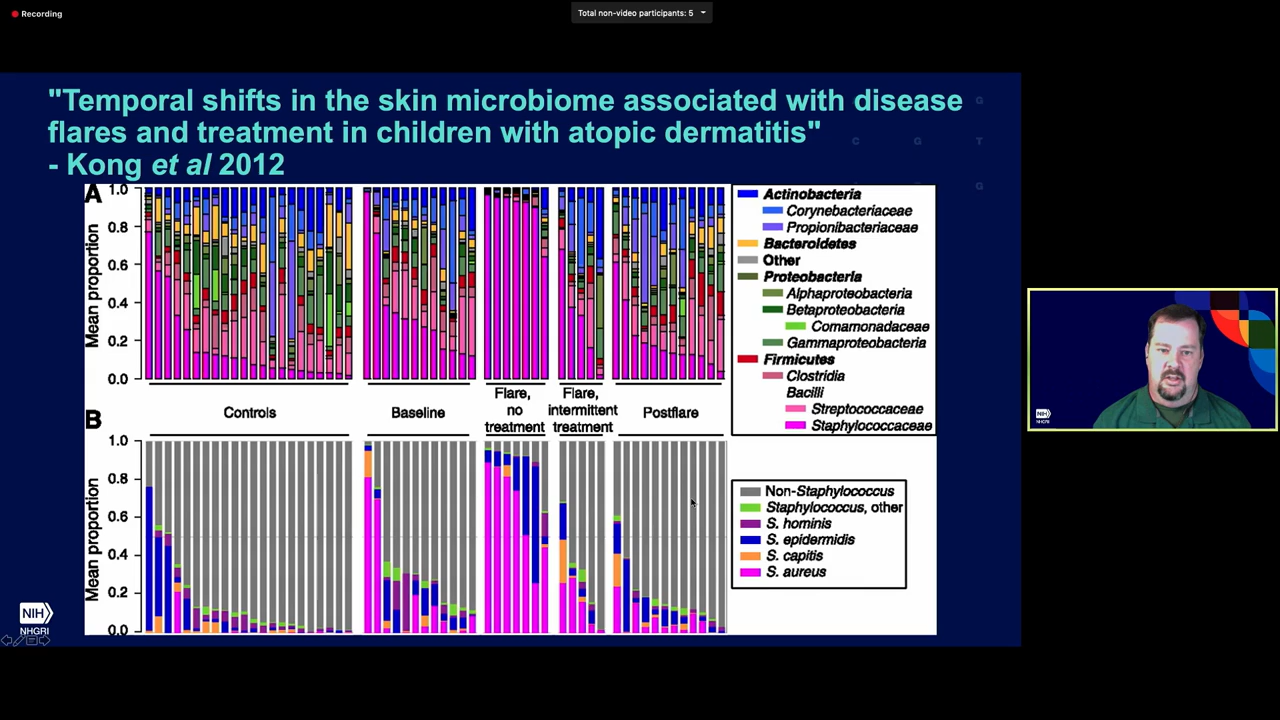 Recording
Total non-video participants: 5
"Temporal shifts in the skin microbiome associated with disease
flares and treatment in children with atopic dermatitis"
- Kong et al 2012
C G T
G
G
A
Mean proportion
1.0
0.8
0.6
0.4
0.2
0.0
Controls
Baseline
Flare,
no
treatment
Flare,
intermittent
treatment
Postflare
Actinobacteria
Corynebacteriaceae
Propionibacteriaceae
Bacteroidetes
Other
Proteobacteria
Alphaproteobacteria
Betaproteobacteria
Comamonadaceae
Gammaproteobacteria
Firmicutes
Clostridia
Bacilli
Streptococcaceae
Staphylococcaceae
B
Mean proportion
1.0
0.8
0.6
0.4
0.2
0.0
Non-Staphylococcus
Staphylococcus, other
S. hominis
S. epidermidis
S. capitis
S. aureus
NIH
NHGRI
NIH
NHGRI